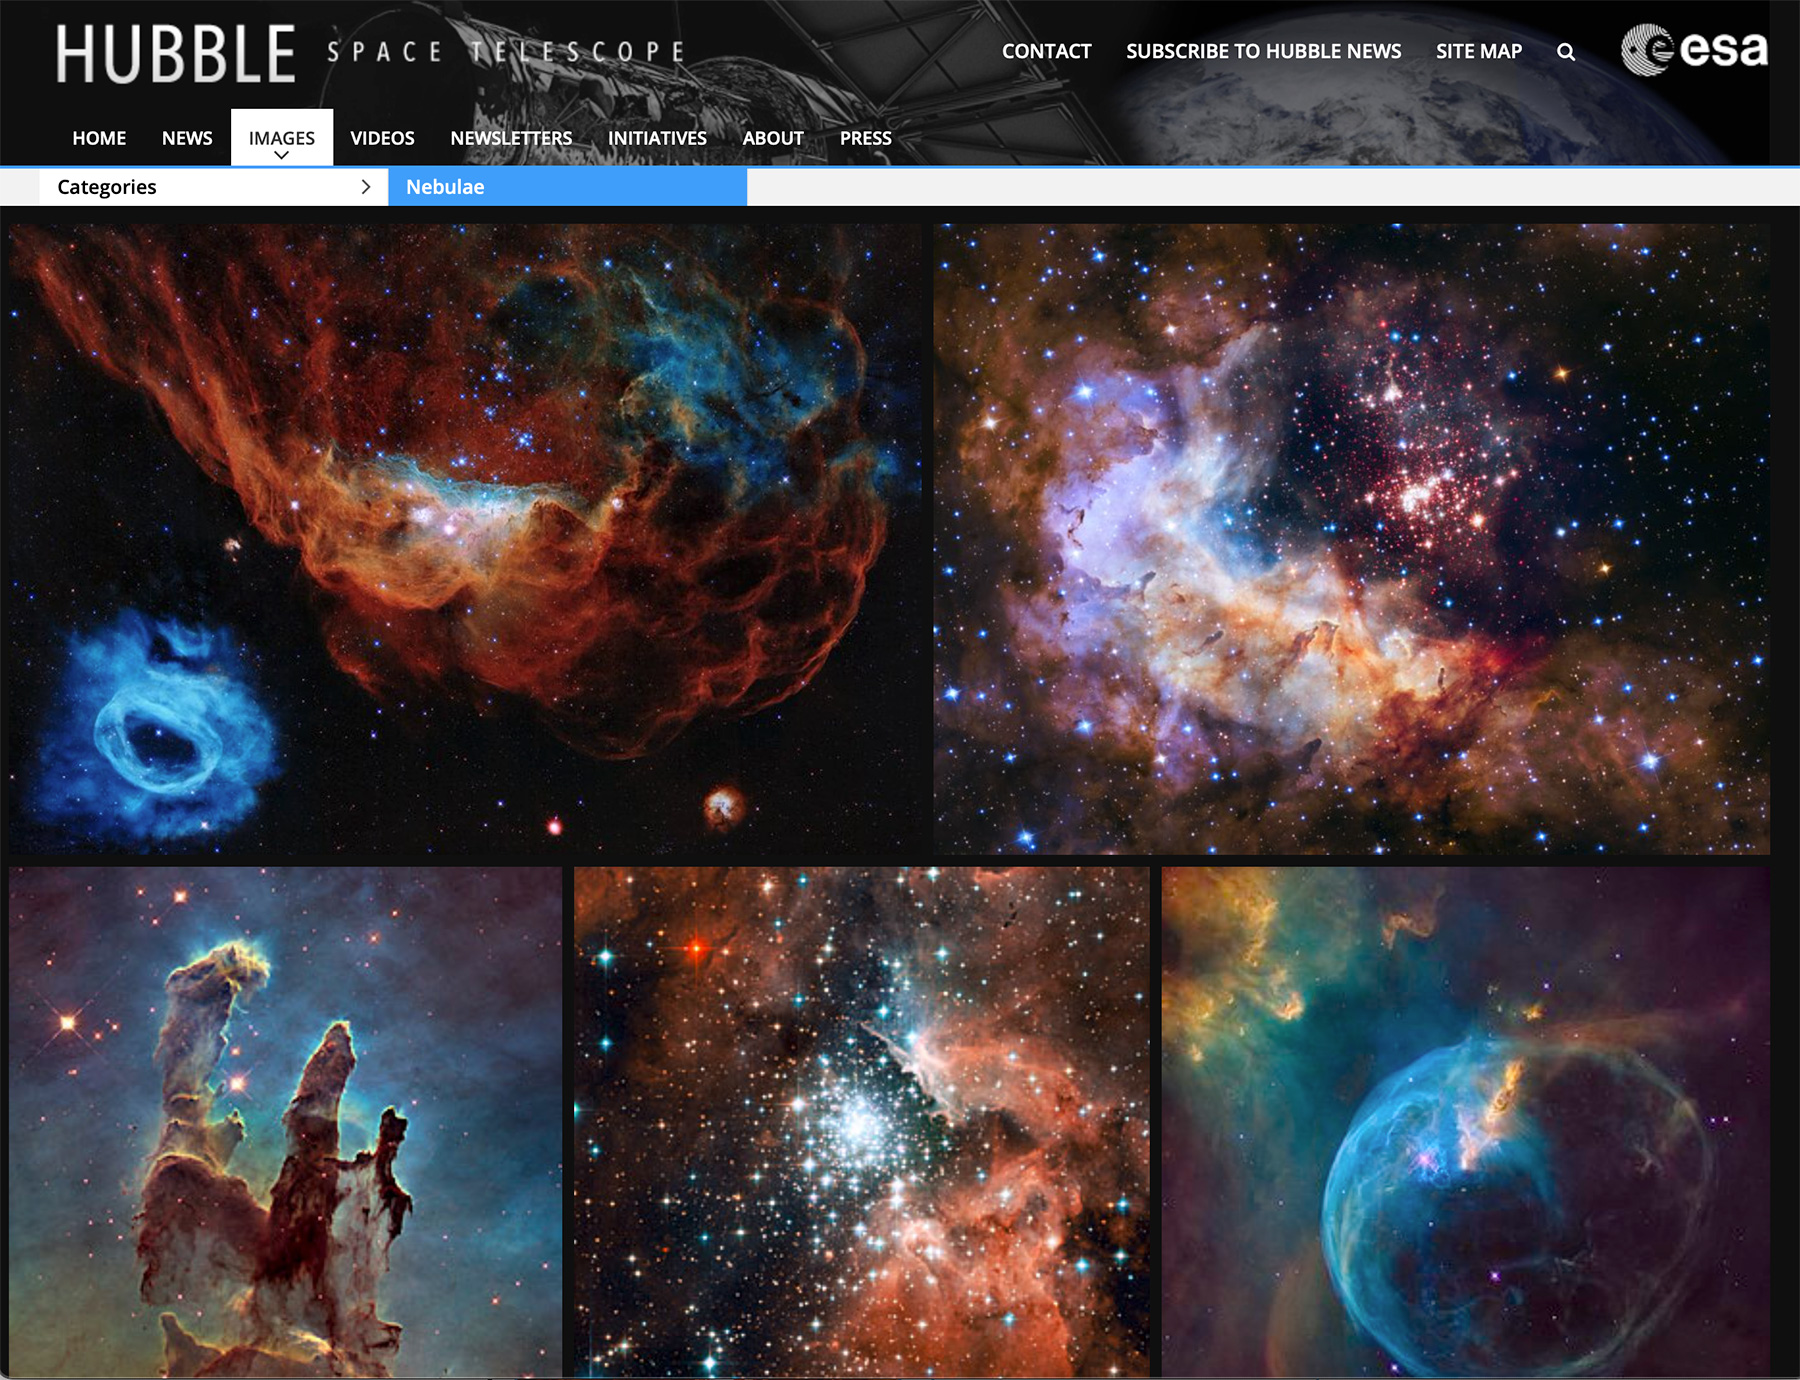 HUBBLE SPACE TELESCOPE
CONTACT SUBSCRIBE TO HUBBLE NEWS SITE MAP
esa
HOME NEWS IMAGES VIDEOS NEWSLETTERS INITIATIVES ABOUT PRESS
Categories Nebulae